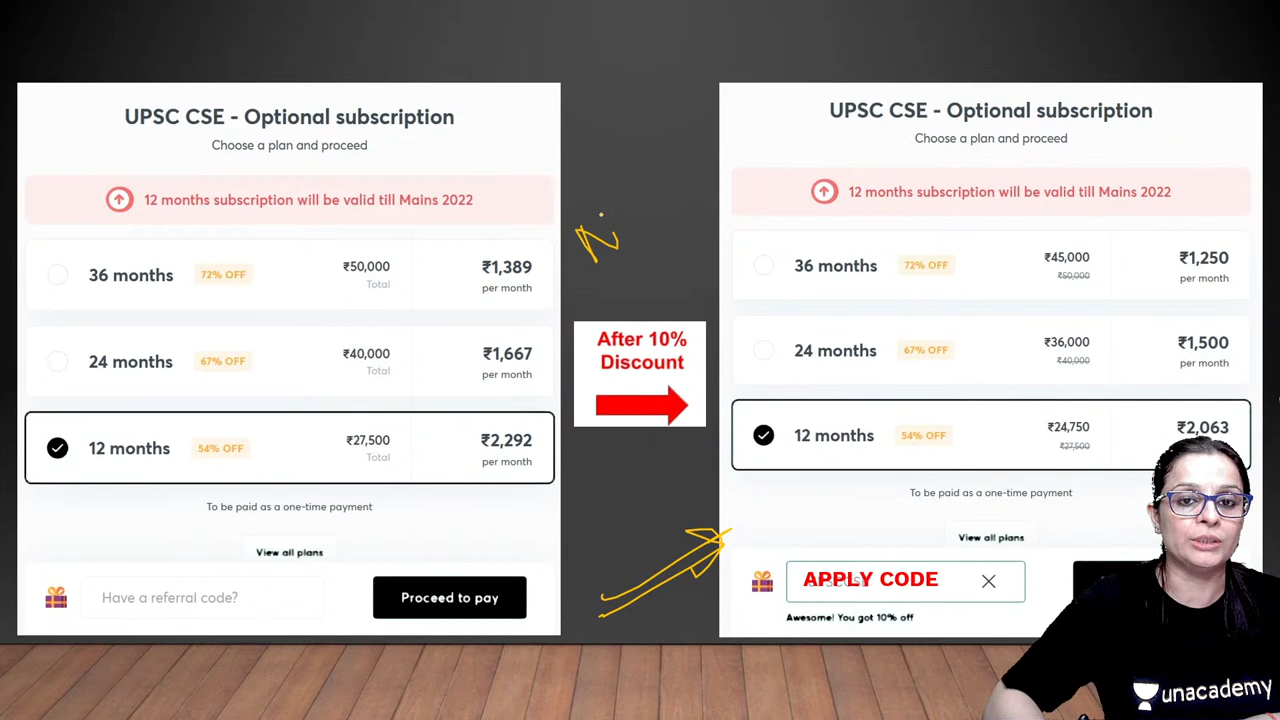 UPSC CSE - Optional subscription
Choose a plan and proceed
12 months subscription will be valid till Mains 2022
36 months 72% OFF ₹50,000 ₹1,389
Total per month
24 months 67% OFF ₹40,000 ₹1,667
Total per month
12 months 54% OFF ₹27,500 ₹2,292
Total per month
To be paid as a one-time payment
View all plans
Have a referral code? Proceed to pay
N
After 10%
Discount
UPSC CSE - Optional subscription
Choose a plan and proceed
12 months subscription will be valid till Mains 2022
36 months 72% OFF ₹45,000 ₹1,250
₹50,000 per month
24 months 67% OFF ₹36,000 ₹1,500
₹40,000 per month
12 months 54% OFF ₹24,750 ₹2,063
₹27,500
To be paid as a one-time payment
View all plans
APPLY CODE
Awesome! You got 10% off
unacademy